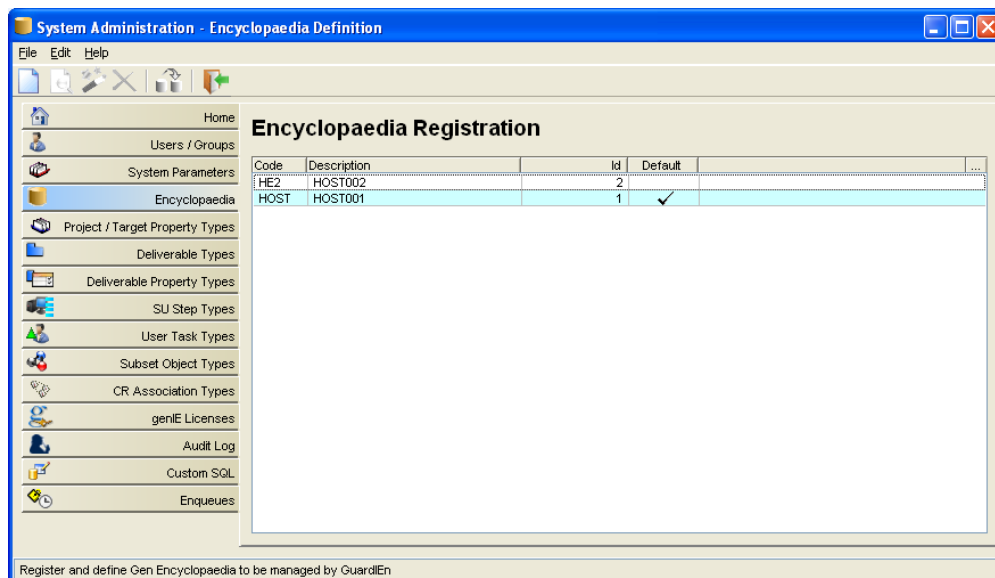 System Administration - Encyclopaedia Definition
File Edit Help
Home
Users / Groups
System Parameters
Encyclopaedia
Project / Target Property Types
Deliverable Types
Deliverable Property Types
SU Step Types
User Task Types
Subset Object Types
CR Association Types
genIE Licenses
Audit Log
Custom SQL
Enqueues
Encyclopaedia Registration
Code Description Id Default ...
HE2 HOST002 2
HOST HOST001 1
Register and define Gen Encyclopaedia to be managed by GuardIEn